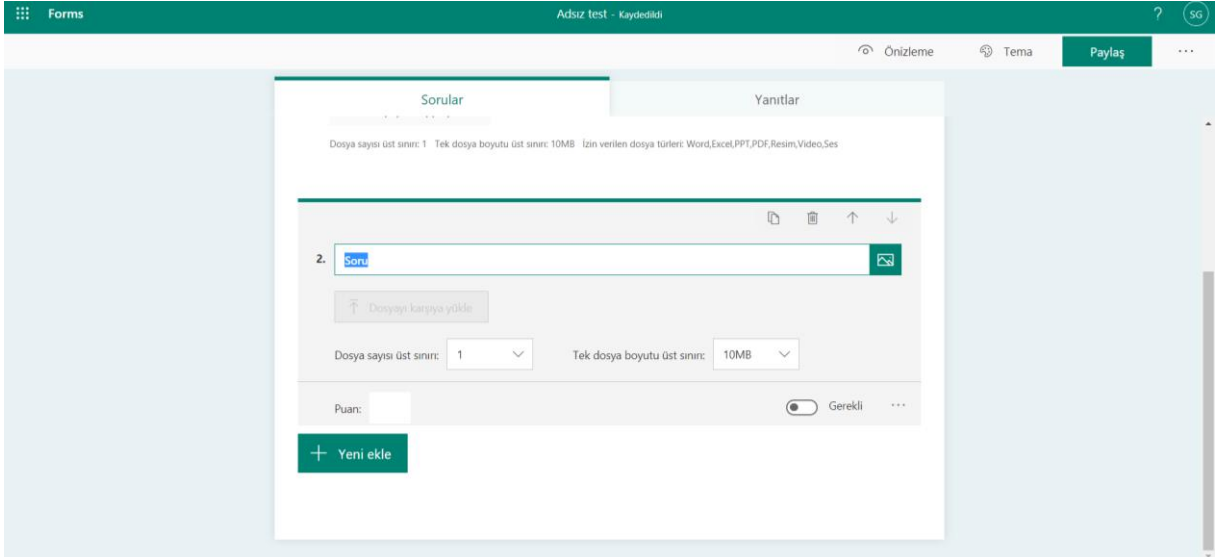 Forms
Adsız test - Kaydedildi
? SG
Önizleme
Tema
Paylaş
...
Sorular
Yanıtlar
Dosya sayısı üst sınırı: 1 Tek dosya boyutu üst sınırı: 10MB İzin verilen dosya türleri: Word,Excel,PPT,PDF,Resim,Video,Ses
2. Soru
Dosyayı karşıya yükle
Dosya sayısı üst sınırı: 1
Tek dosya boyutu üst sınırı: 10MB
Puan:
Gerekli ...
+ Yeni ekle